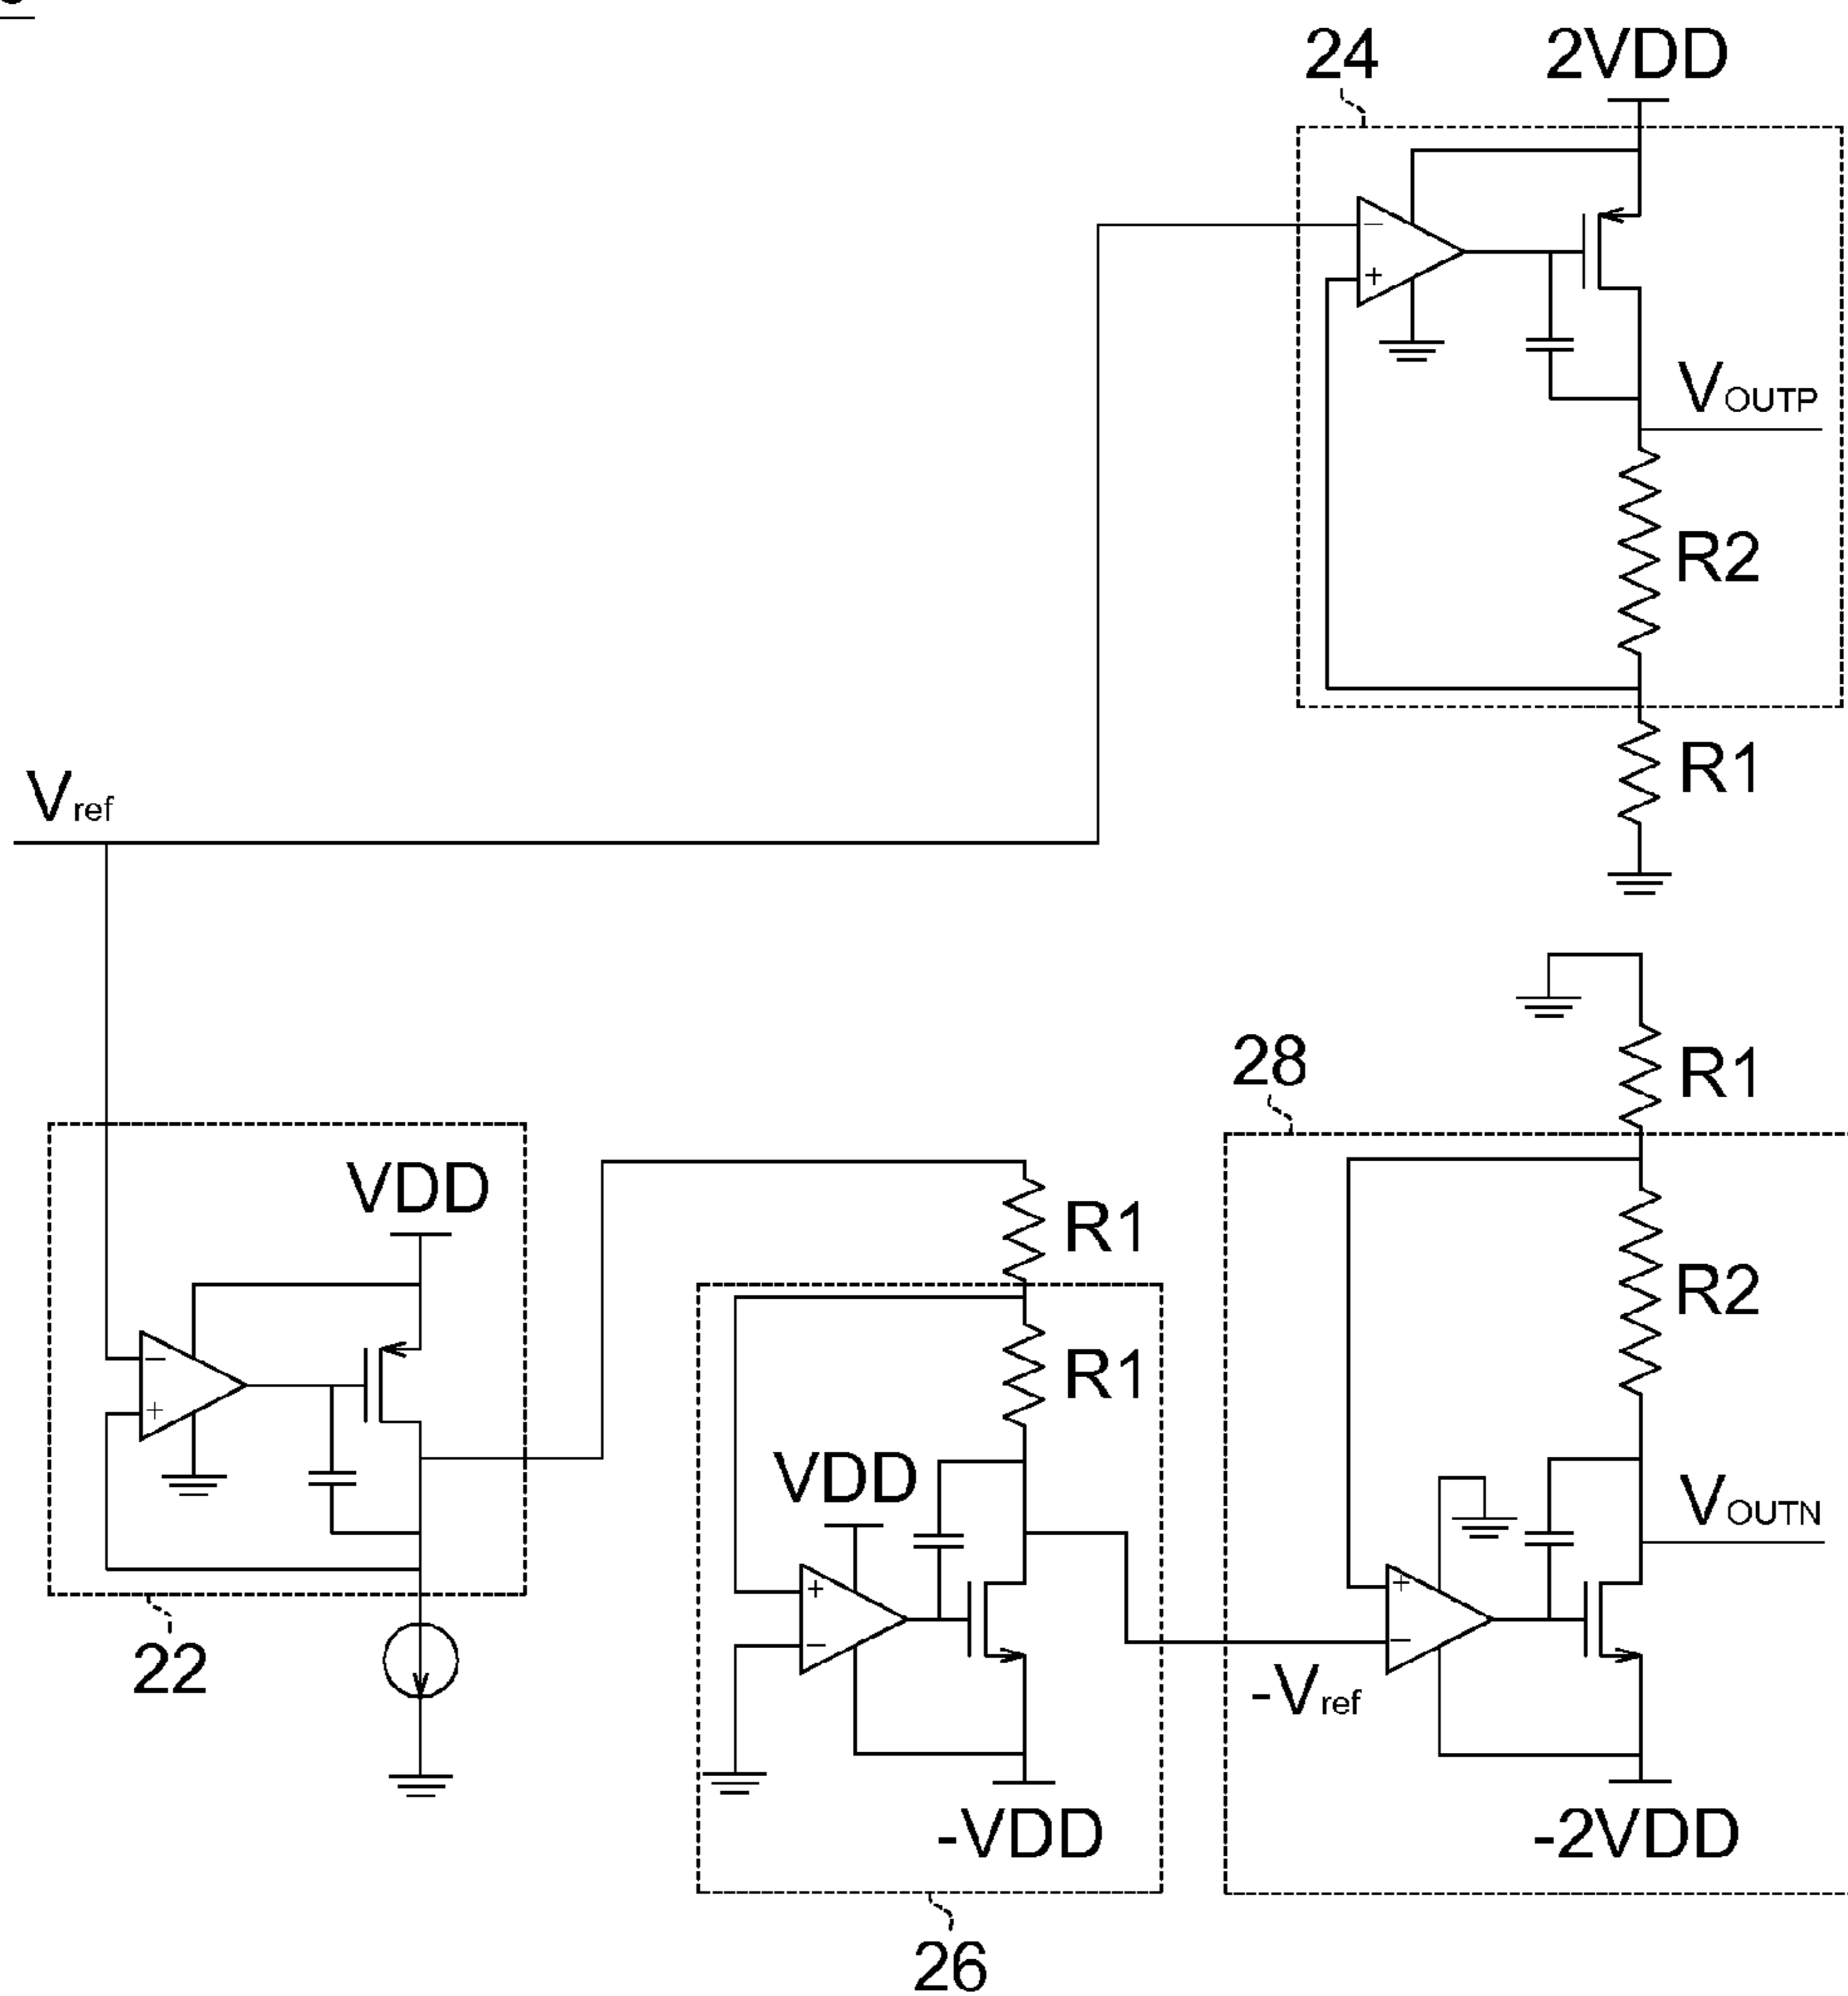 24
2VDD
−
+
VOUTP
R2
R1
Vref
R1
28
VDD
R1
R2
R1
−
+
VDD
VOUTN
+
−
+
−
22
-Vref
-VDD
-2VDD
26